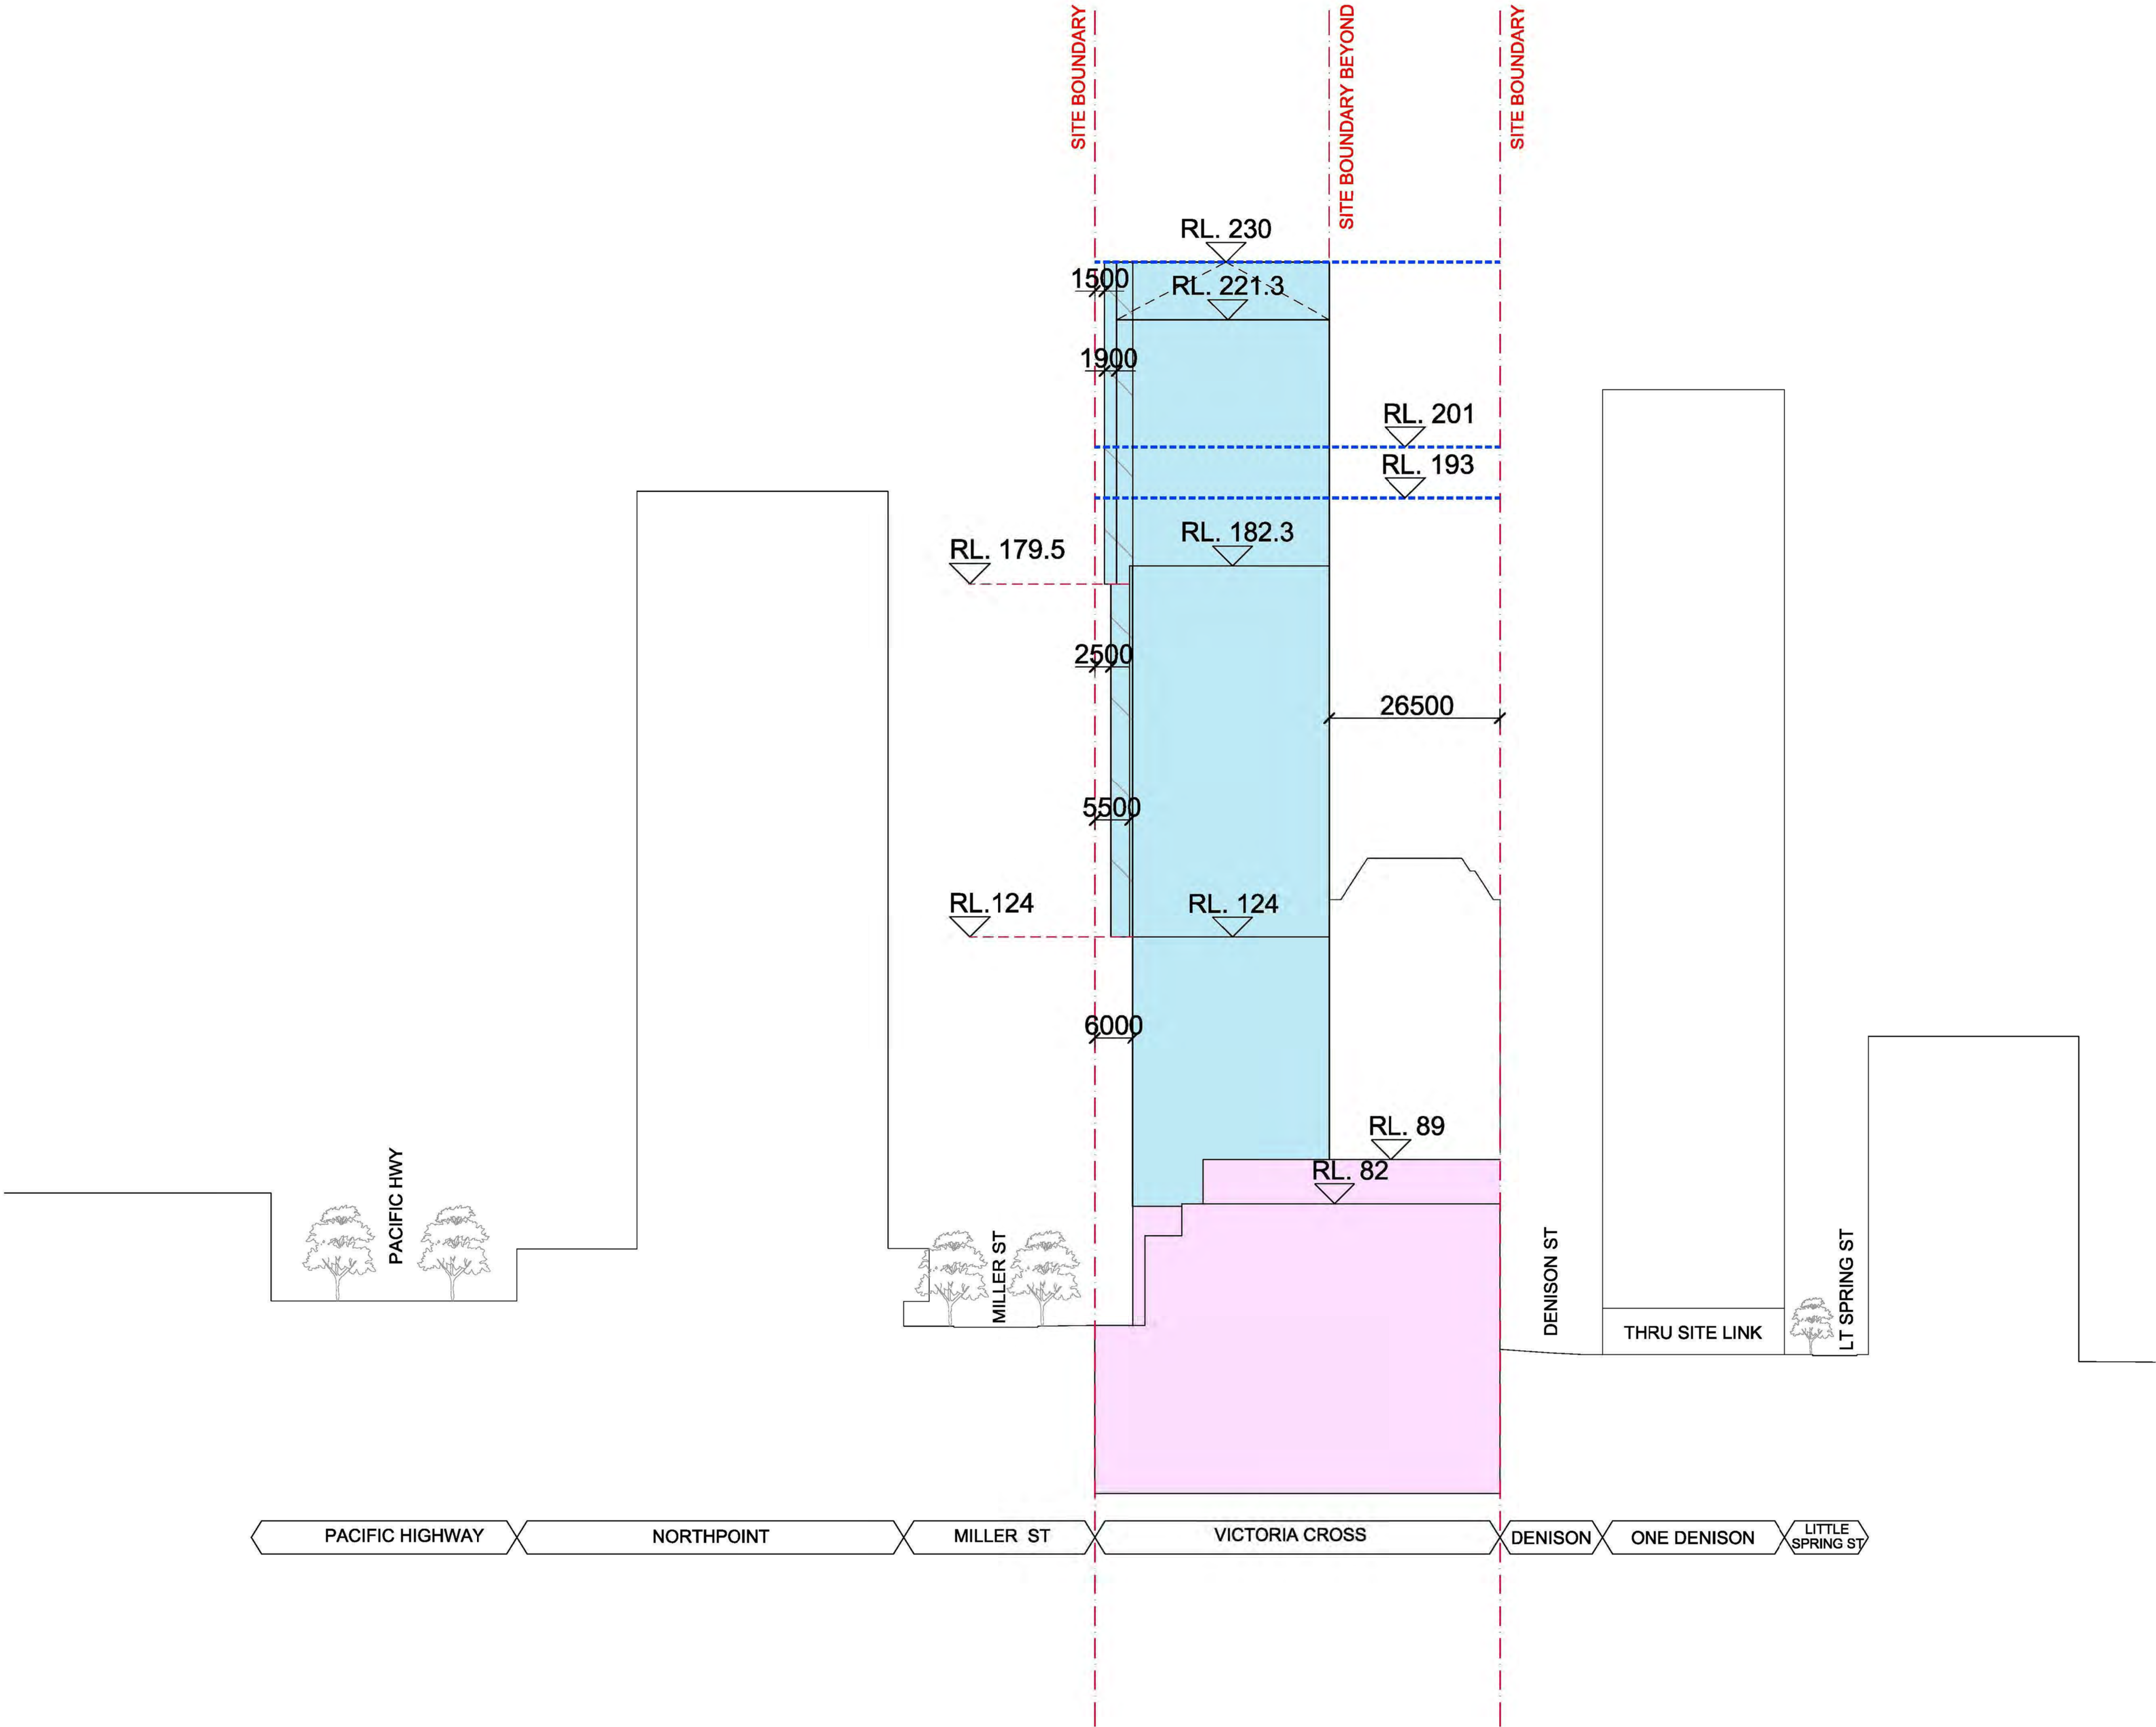 SITE BOUNDARY
SITE BOUNDARY BEYOND
SITE BOUNDARY
RL. 230
1500
RL. 221.3
1900
RL. 201
RL. 193
RL. 182.3
RL. 179.5
2500
26500
5500
RL.124
RL. 124
6000
RL. 89
RL. 82
PACIFIC HWY
MILLER ST
DENISON ST
THRU SITE LINK
LT SPRING ST
PACIFIC HIGHWAY
NORTHPOINT
MILLER ST
VICTORIA CROSS
DENISON
ONE DENISON
LITTLE
SPRING ST